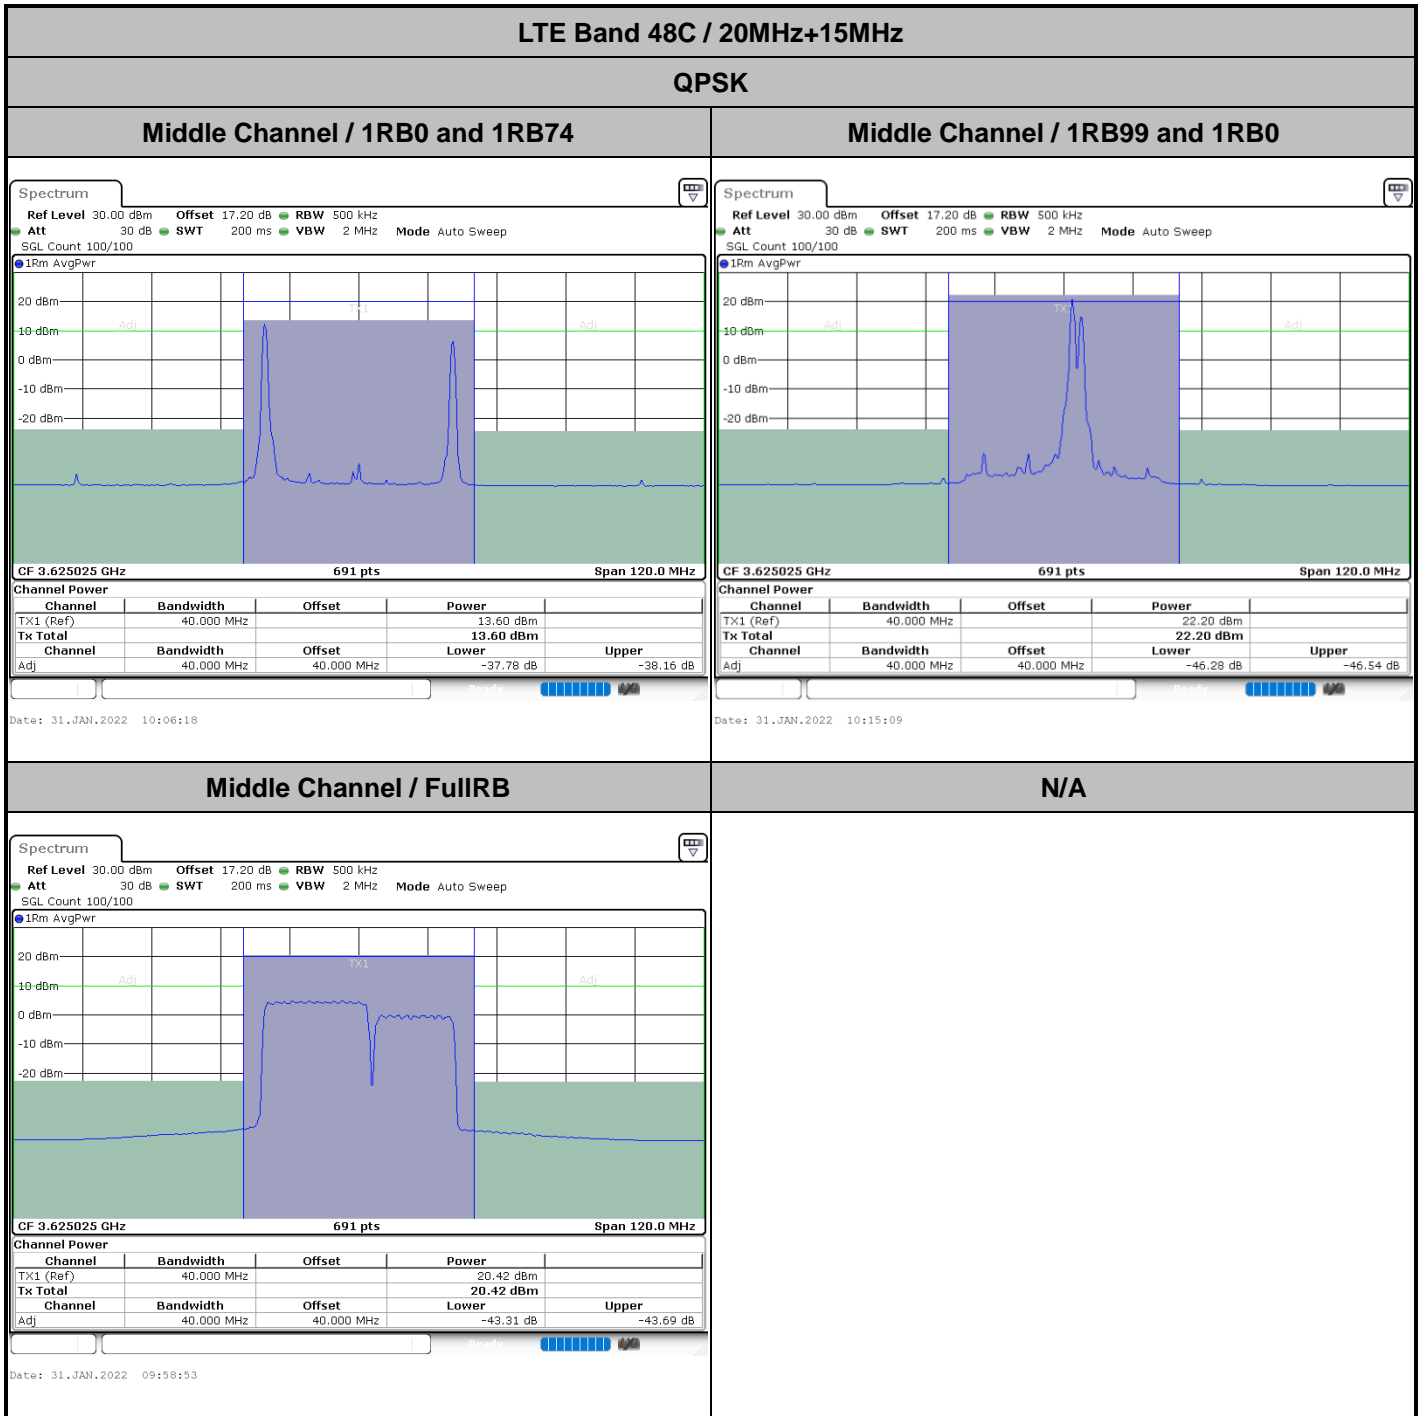 LTE Band 48C / 20MHz+15MHz
QPSK
Middle Channel / 1RB0 and 1RB74
Middle Channel / 1RB99 and 1RB0
Spectrum
Ref Level 30.00 dBm Offset 17.20 dB RBW 500 kHz
Att 30 dB SWT 200 ms VBW 2 MHz Mode Auto Sweep
SGL Count 100/100
1Rm AvgPwr
TX1
Adj
Adj
20 dBm
10 dBm
0 dBm
-10 dBm
-20 dBm
CF 3.625025 GHz 691 pts Span 120.0 MHz
Channel Power
Channel Bandwidth Offset Power
TX1 (Ref) 40.000 MHz 13.60 dBm
Tx Total 13.60 dBm
Channel Bandwidth Offset Lower Upper
Adj 40.000 MHz 40.000 MHz -37.78 dB -38.16 dB
Ready
Date: 31.JAN.2022 10:06:18
Spectrum
Ref Level 30.00 dBm Offset 17.20 dB RBW 500 kHz
Att 30 dB SWT 200 ms VBW 2 MHz Mode Auto Sweep
SGL Count 100/100
1Rm AvgPwr
TX1
Adj
Adj
20 dBm
10 dBm
0 dBm
-10 dBm
-20 dBm
CF 3.625025 GHz 691 pts Span 120.0 MHz
Channel Power
Channel Bandwidth Offset Power
TX1 (Ref) 40.000 MHz 22.20 dBm
Tx Total 22.20 dBm
Channel Bandwidth Offset Lower Upper
Adj 40.000 MHz 40.000 MHz -46.28 dB -46.54 dB
Ready
Date: 31.JAN.2022 10:15:09
Middle Channel / FullRB
N/A
Spectrum
Ref Level 30.00 dBm Offset 17.20 dB RBW 500 kHz
Att 30 dB SWT 200 ms VBW 2 MHz Mode Auto Sweep
SGL Count 100/100
1Rm AvgPwr
TX1
Adj
Adj
20 dBm
10 dBm
0 dBm
-10 dBm
-20 dBm
CF 3.625025 GHz 691 pts Span 120.0 MHz
Channel Power
Channel Bandwidth Offset Power
TX1 (Ref) 40.000 MHz 20.42 dBm
Tx Total 20.42 dBm
Channel Bandwidth Offset Lower Upper
Adj 40.000 MHz 40.000 MHz -43.31 dB -43.69 dB
Ready
Date: 31.JAN.2022 09:58:53